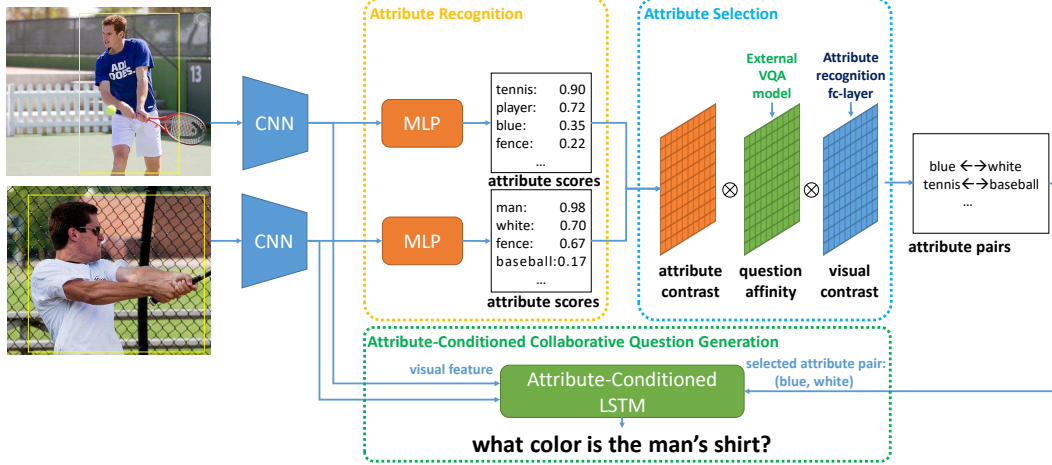 Attribute Recognition
Attribute Selection
ADI
DOES.
13
CNN
MLP
tennis: 0.90
player: 0.72
blue: 0.35
fence: 0.22
...
attribute scores
External
VQA
model
Attribute
recognition
fc-layer
⊗
⊗
blue ←→white
tennis←→baseball
...
attribute pairs
CNN
MLP
man: 0.98
white: 0.70
fence: 0.67
baseball:0.17
...
attribute scores
attribute
contrast
question
affinity
visual
contrast
Attribute-Conditioned Collaborative Question Generation
visual feature
Attribute-Conditioned
LSTM
selected attribute pair:
(blue, white)
what color is the man's shirt?